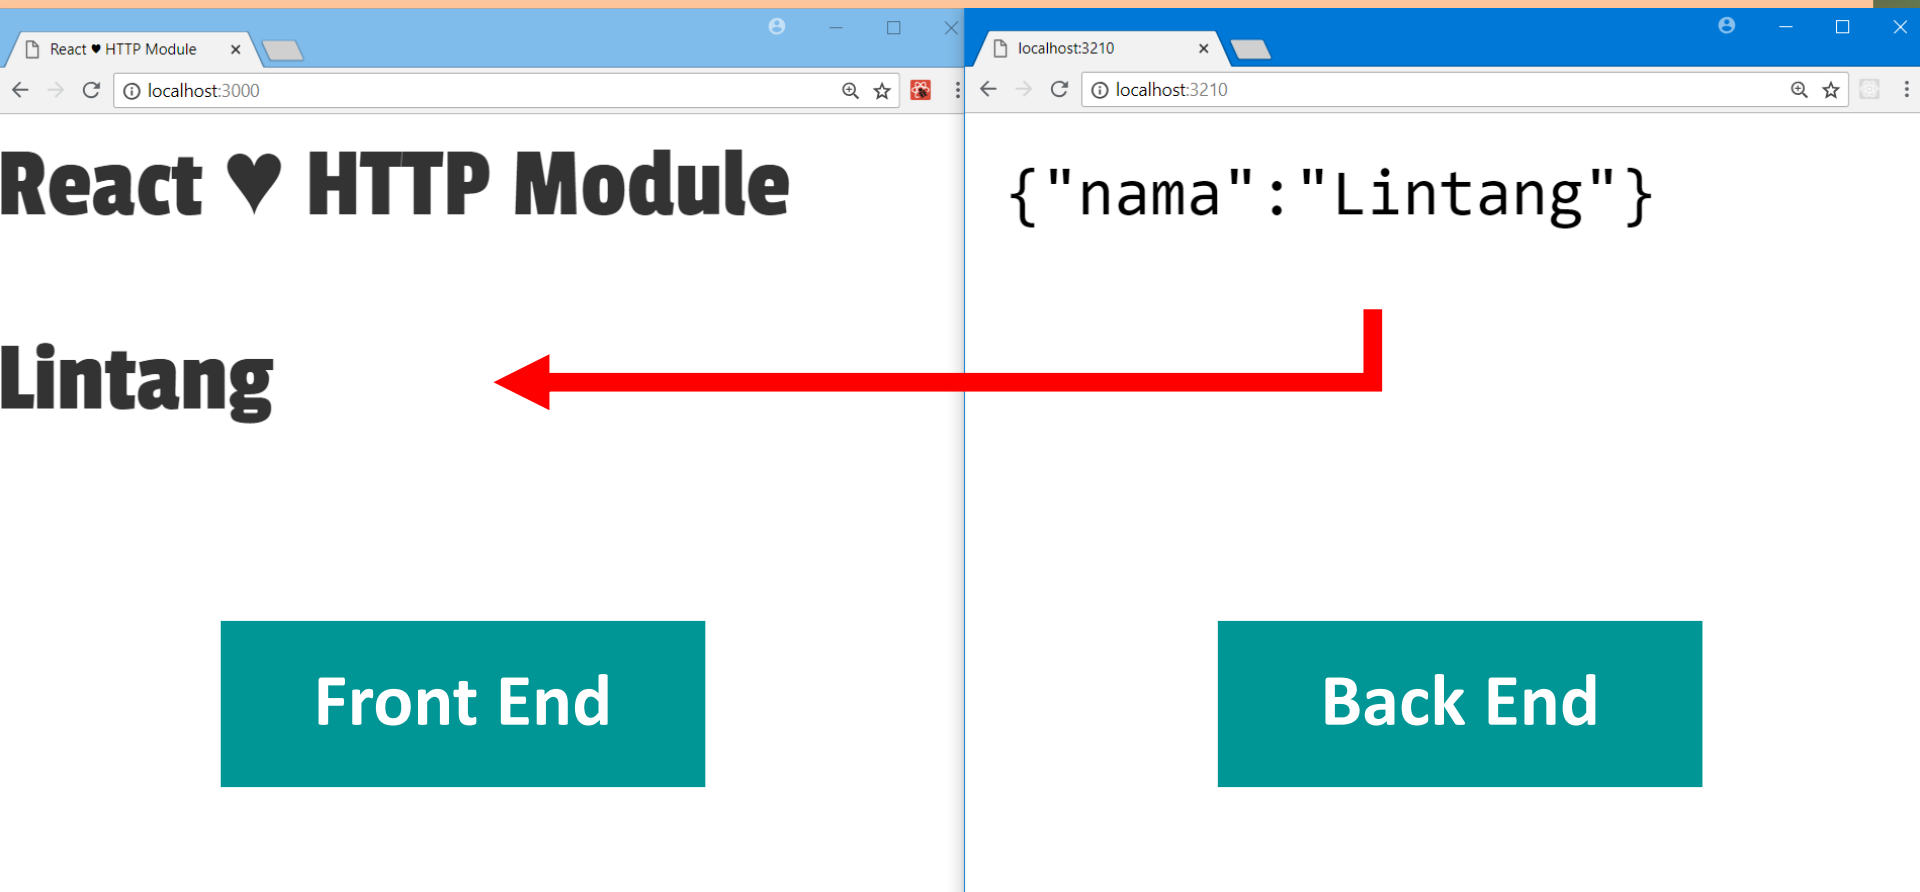 React ♥ HTTP Module
localhost:3000
React ♥ HTTP Module
Lintang
Front End
localhost:3210
localhost:3210
{"nama":"Lintang"}
Back End